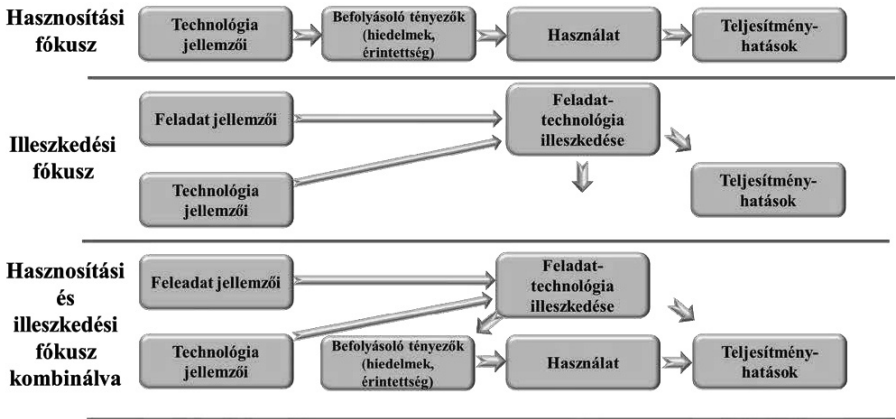 Hasznosítási
fókusz
Technológia
jellemzői
Befolyásoló tényezők
(hiedelmek,
érintettség)
Használat
Teljesítmény-
hatások
Illeszkedési
fókusz
Feladat jellemzői
Technológia
jellemzői
Feladat-
technológia
illeszkedése
Teljesítmény-
hatások
Hasznosítási
és
illeszkedési
fókusz
kombinálva
Feleadat jellemzői
Technológia
jellemzői
Feladat-
technológia
illeszkedése
Befolyásoló tényezők
(hiedelmek,
érintettség)
Használat
Teljesítmény-
hatások